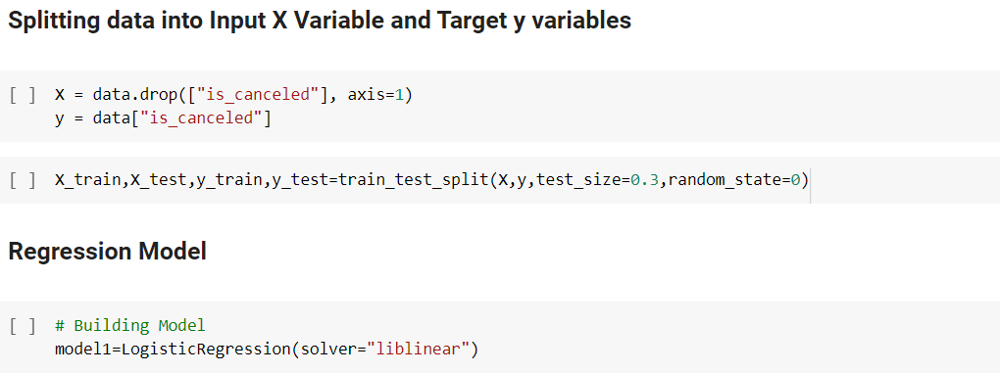 Splitting data into Input X Variable and Target y variables
[ ] X = data.drop(["is_canceled"], axis=1)
y = data["is_canceled"]
[ ] X_train,X_test,y_train,y_test=train_test_split(X,y,test_size=0.3,random_state=0)
Regression Model
[ ] # Building Model
model1=LogisticRegression(solver="liblinear")